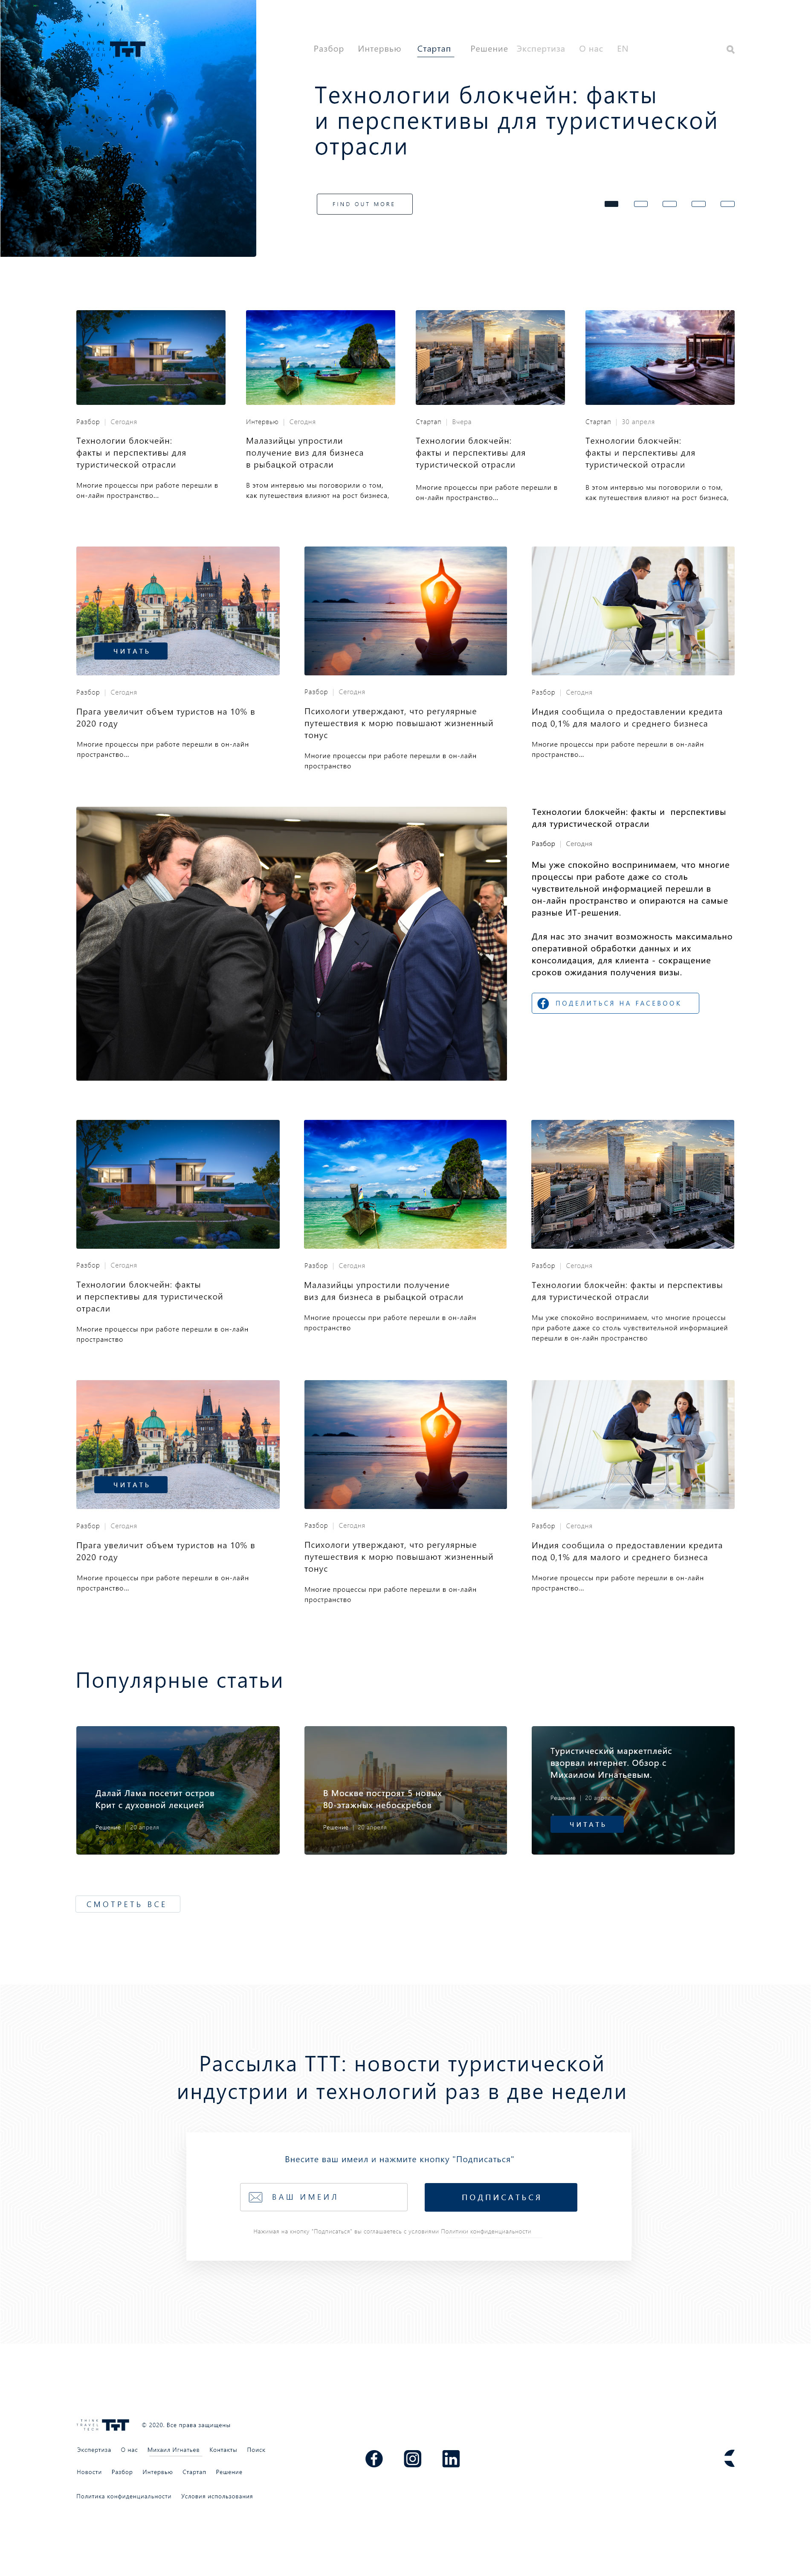 TTT
Разбор Интервью Стартап Решение Экспертиза О нас EN
Технологии блокчейн: факты
и перспективы для туристической
отрасли
FIND OUT MORE
Разбор | Сегодня
Технологии блокчейн:
факты и перспективы для
туристической отрасли
Многие процессы при работе перешли в
он-лайн пространство...
Интервью | Сегодня
Малазийцы упростили
получение виз для бизнеса
в рыбацкой отрасли
В этом интервью мы поговорили о том,
как путешествия влияют на рост бизнеса,
Стартап | Вчера
Технологии блокчейн:
факты и перспективы для
туристической отрасли
Многие процессы при работе перешли в
он-лайн пространство...
Стартап | 30 апреля
Технологии блокчейн:
факты и перспективы для
туристической отрасли
В этом интервью мы поговорили о том,
как путешествия влияют на рост бизнеса,
ЧИТАТЬ
Разбор | Сегодня
Прага увеличит объем туристов на 10% в
2020 году
Многие процессы при работе перешли в он-лайн
пространство...
Разбор | Сегодня
Психологи утверждают, что регулярные
путешествия к морю повышают жизненный
тонус
Многие процессы при работе перешли в он-лайн
пространство
Разбор | Сегодня
Индия сообщила о предоставлении кредита
под 0,1% для малого и среднего бизнеса
Многие процессы при работе перешли в он-лайн
пространство...
Технологии блокчейн: факты и перспективы
для туристической отрасли
Разбор | Сегодня
Мы уже спокойно воспринимаем, что многие
процессы при работе даже со столь
чувствительной информацией перешли в
он-лайн пространство и опираются на самые
разные ИТ-решения.
Для нас это значит возможность максимально
оперативной обработки данных и их
консолидация, для клиента - сокращение
сроков ожидания получения визы.
ПОДЕЛИТЬСЯ НА FACEBOOK
Разбор | Сегодня
Технологии блокчейн: факты
и перспективы для туристической
отрасли
Многие процессы при работе перешли в он-лайн
пространство
Разбор | Сегодня
Малазийцы упростили получение
виз для бизнеса в рыбацкой отрасли
Многие процессы при работе перешли в он-лайн
пространство
Разбор | Сегодня
Технологии блокчейн: факты и перспективы
для туристической отрасли
Мы уже спокойно воспринимаем, что многие процессы
при работе даже со столь чувствительной информацией
перешли в он-лайн пространство
ЧИТАТЬ
Разбор | Сегодня
Прага увеличит объем туристов на 10% в
2020 году
Многие процессы при работе перешли в он-лайн
пространство...
Разбор | Сегодня
Психологи утверждают, что регулярные
путешествия к морю повышают жизненный
тонус
Многие процессы при работе перешли в он-лайн
пространство
Разбор | Сегодня
Индия сообщила о предоставлении кредита
под 0,1% для малого и среднего бизнеса
Многие процессы при работе перешли в он-лайн
пространство...
Популярные статьи
Далай Лама посетит остров
Крит с духовной лекцией
Решение | 20 апреля
В Москве построят 5 новых
80-этажных небоскребов
Решение | 20 апреля
Туристический маркетплейс
взорвал интернет. Обзор с
Михаилом Игнатьевым.
Решение | 20 апреля
ЧИТАТЬ
СМОТРЕТЬ ВСЕ
Рассылка ТТТ: новости туристической
индустрии и технологий раз в две недели
Внесите ваш имеил и нажмите кнопку "Подписаться"
ВАШ ИМЕИЛ
ПОДПИСАТЬСЯ
Нажимая на кнопку "Подписаться" вы соглашаетесь с условиями Политики конфиденциальности
THINK
TRAVEL
TECH
TTT
© 2020. Все права защищены
Экспертиза О нас Михаил Игнатьев Контакты Поиск
Новости Разбор Интервью Стартап Решение
Политика конфиденциальности Условия использования